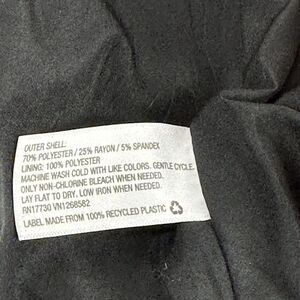 OUTER SHELL:
70% POLYESTER / 25% RAYON / 5% SPANDEX
LINING: 100% POLYESTER
MACHINE WASH COLD WITH LIKE COLORS. GENTLE CYCLE.
ONLY NON-CHLORINE BLEACH WHEN NEEDED.
LAY FLAT TO DRY. LOW IRON WHEN NEEDED.
RN17730 VN1268562
LABEL MADE FROM 100% RECYCLED PLASTIC